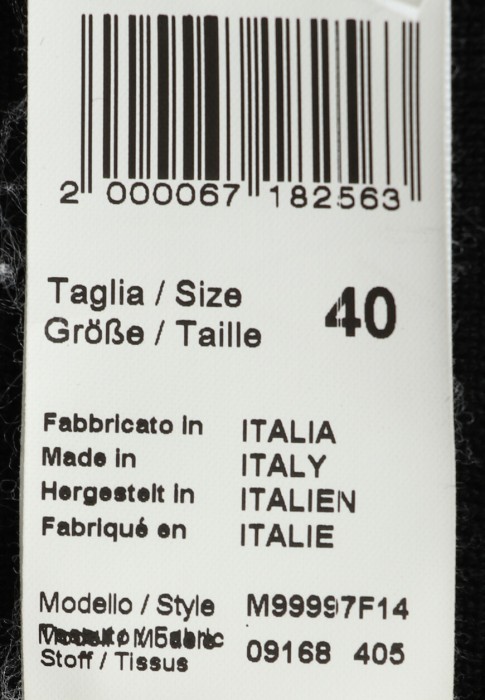 2 000067 182563
Taglia / Size
Größe / Taille
40
Fabbricato in ITALIA
Made in ITALY
Hergestelt in ITALIEN
Fabriqué en ITALIE
Modello / Style M99997F14
Stoff / Tissus 09168 405